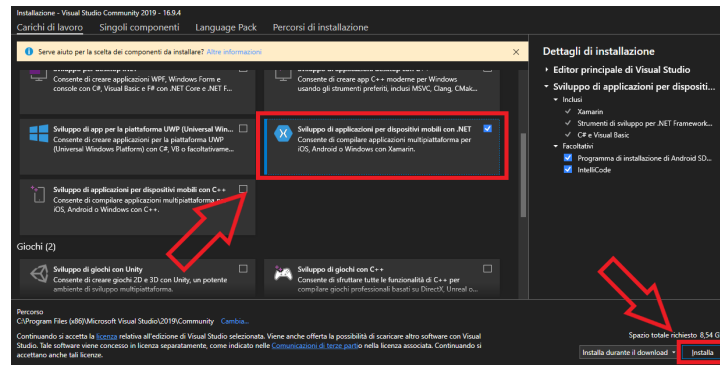 Installazione - Visual Studio Community 2019 - 16.9.4
Carichi di lavoro Singoli componenti Language Pack Percorsi di installazione
Serve aiuto per la scelta dei componenti da installare? Altre informazioni
Consente di creare applicazioni WPF, Windows Form e
console con C#, Visual Basic e F# con .NET Core e .NET F...
Consente di creare app C++ moderne per Windows
usando gli strumenti preferiti, inclusi MSVC, Clang, CMak...
Sviluppo di app per la piattaforma UWP (Universal Win...
Consente di creare applicazioni per la piattaforma UWP
(Universal Windows Platform) con C#, VB o facoltativame...
Sviluppo di applicazioni per dispositivi mobili con .NET
Consente di compilare applicazioni multipiattaforma per
iOS, Android o Windows con Xamarin.
Sviluppo di applicazioni per dispositivi mobili con C++
Consente di compilare applicazioni multipiattaforma
iOS, Android o Windows con C++.
Giochi (2)
Sviluppo di giochi con Unity
Consente di creare giochi 2D e 3D con Unity, un potente
ambiente di sviluppo multipiattaforma.
Sviluppo di giochi con C++
Consente di sfruttare tutte le funzionalità di C++ per
compilare giochi professionali basati su DirectX, Unreal o...
Percorso
C:\Program Files (x86)\Microsoft Visual Studio\2019\Community Cambia...
Continuando si accetta la licenza relativa all'edizione di Visual Studio selezionata. Viene anche offerta la possibilità di scaricare altro software con Visual
Studio. Tale software viene concesso in licenza separatamente, come indicato nelle Comunicazioni di terze parti o nella licenza associata. Continuando si
accettano anche tali licenze.
Dettagli di installazione
Editor principale di Visual Studio
Sviluppo di applicazioni per dispositi...
Inclusi
Xamarin
Strumenti di sviluppo per .NET Framework...
C# e Visual Basic
Facoltativi
Programma di installazione di Android SD...
IntelliCode
Spazio totale richiesto 8,54 G
Installa durante il download Installa